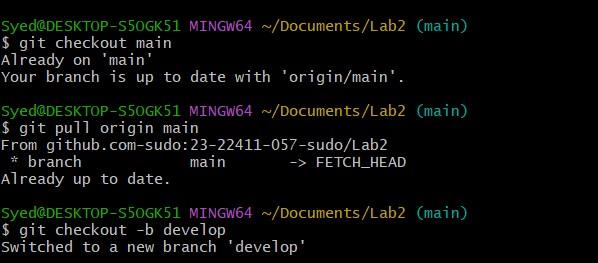 Syed@DESKTOP-S5OGK51 MINGW64 ~/Documents/Lab2 (main)
$ git checkout main
Already on 'main'
Your branch is up to date with 'origin/main'.
Syed@DESKTOP-S5OGK51 MINGW64 ~/Documents/Lab2 (main)
$ git pull origin main
From github.com-sudo:23-22411-057-sudo/Lab2
 * branch            main       -> FETCH_HEAD
Already up to date.
Syed@DESKTOP-S5OGK51 MINGW64 ~/Documents/Lab2 (main)
$ git checkout -b develop
Switched to a new branch 'develop'